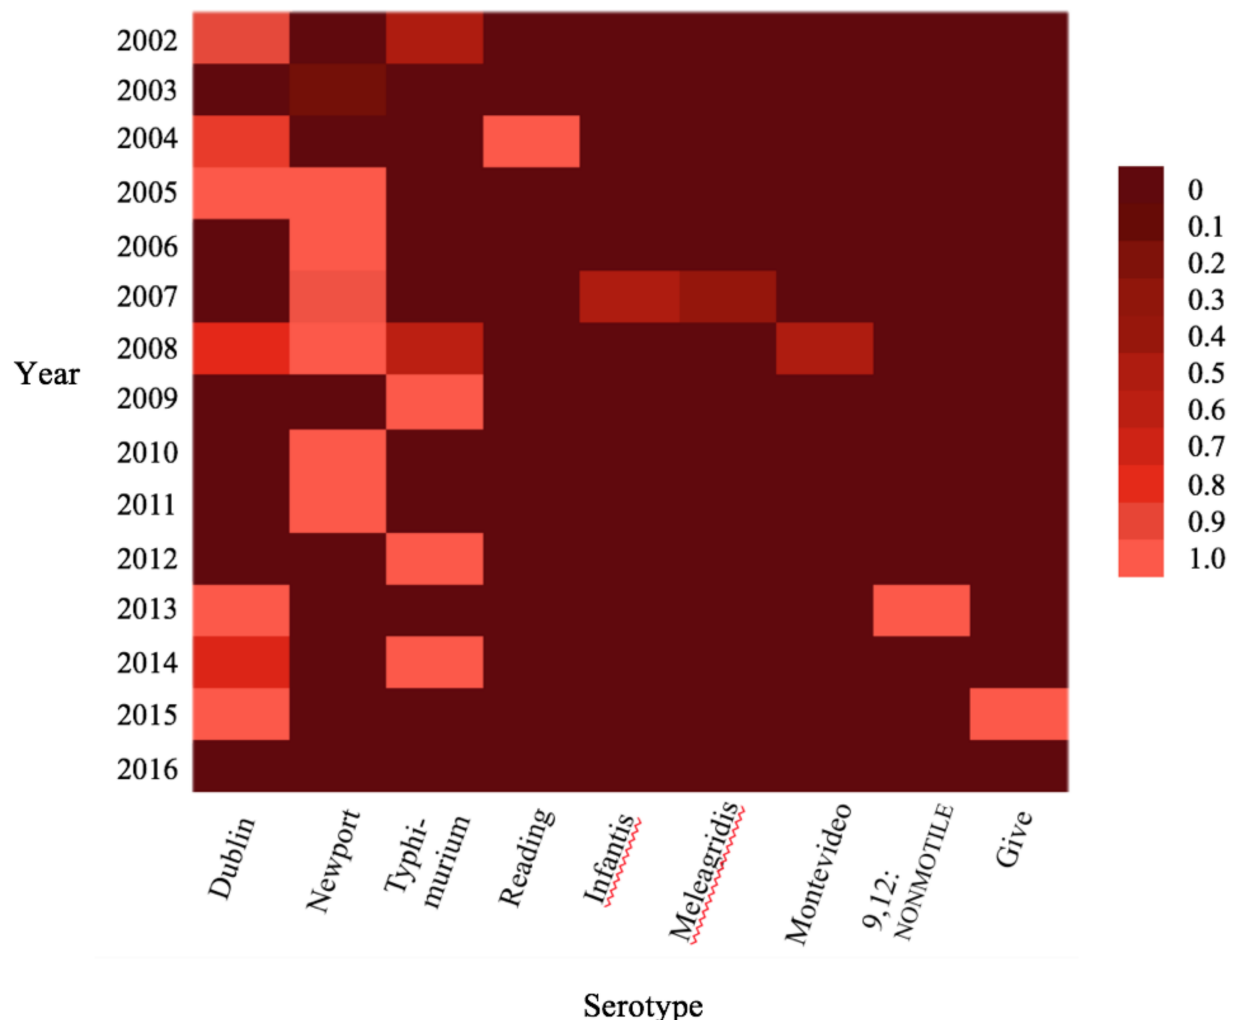 2002
2003
2004
2005
2006
2007
2008
2009
2010
2011
2012
2013
2014
2015
2016
Year
0
0.1
0.2
0.3
0.4
0.5
0.6
0.7
0.8
0.9
1.0
Dublin
Newport
Typhi-
murium
Reading
Infantis
Meleagridis
Montevideo
9,12:
NONMOTILE
Give
Serotype